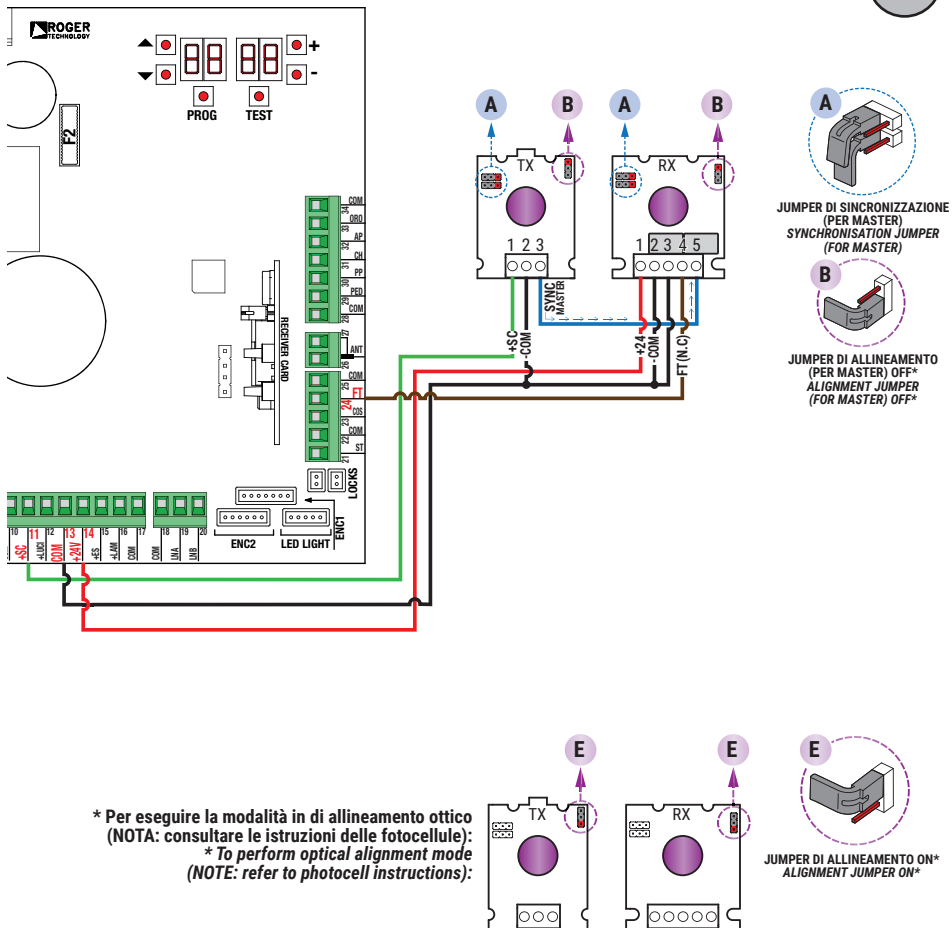 ROGER
TECHNOLOGY
PROG
TEST
+
-
F2
RECEIVER CARD
COM
34
ORO
33
AP
32
CH
31
PP
30
PED
29
COM
28
27
ANT
26
COM
25
FT
24
COS
23
COM
22
ST
21
LOCKS
ENC1
ENC2
LED LIGHT
10
11
12
13
14
15
16
17
18
19
20
+SC
+LUCI
COM
+24V
+ES
+LAM
COM
COM
LNA
LNB
A
B
A
B
TX
RX
1 2 3
1 2 3 4 5
+SC
-COM
SYNC
MASTER
+24
-COM
FT(N.C)
A
JUMPER DI SINCRONIZZAZIONE
(PER MASTER)
SYNCHRONISATION JUMPER
(FOR MASTER)
B
JUMPER DI ALLINEAMENTO
(PER MASTER) OFF*
ALIGNMENT JUMPER
(FOR MASTER) OFF*
* Per eseguire la modalità in di allineamento ottico
(NOTA: consultare le istruzioni delle fotocellule):
* To perform optical alignment mode
(NOTE: refer to photocell instructions):
E
E
TX
RX
E
JUMPER DI ALLINEAMENTO ON*
ALIGNMENT JUMPER ON*